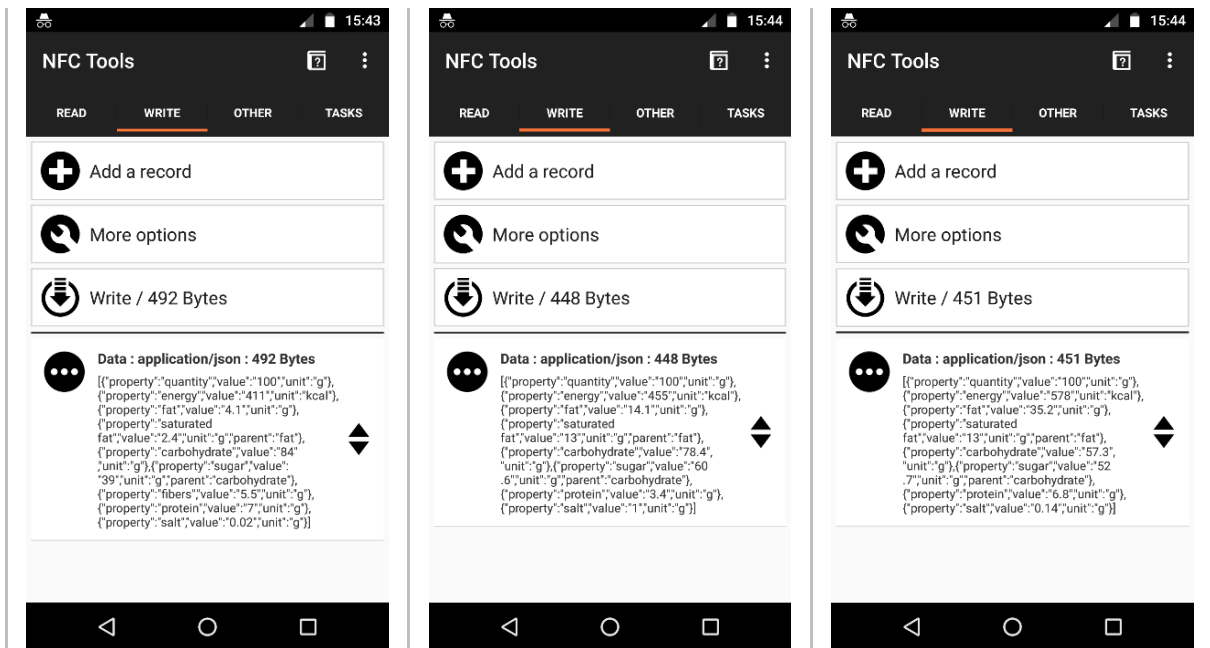 15:43
NFC Tools
READ WRITE OTHER TASKS
Add a record
More options
Write / 492 Bytes
Data : application/json : 492 Bytes
[{"property":"quantity","value":"100","unit":"g"},
{"property":"energy","value":"411","unit":"kcal"},
{"property":"fat","value":"4.1","unit":"g"},
{"property":"saturated
fat","value":"2.4","unit":"g","parent":"fat"},
{"property":"carbohydrate","value":"84"
,"unit":"g"},{"property":"sugar","value":
"39","unit":"g","parent":"carbohydrate"},
{"property":"fibers","value":"5.5","unit":"g"},
{"property":"protein","value":"7","unit":"g"},
{"property":"salt","value":"0.02","unit":"g"}]
15:44
NFC Tools
READ WRITE OTHER TASKS
Add a record
More options
Write / 448 Bytes
Data : application/json : 448 Bytes
[{"property":"quantity","value":"100","unit":"g"},
{"property":"energy","value":"455","unit":"kcal"},
{"property":"fat","value":"14.1","unit":"g"},
{"property":"saturated
fat","value":"13","unit":"g","parent":"fat"},
{"property":"carbohydrate","value":"78.4",
"unit":"g"},{"property":"sugar","value":"60
.6","unit":"g","parent":"carbohydrate"},
{"property":"protein","value":"3.4","unit":"g"},
{"property":"salt","value":"1","unit":"g"}]
15:44
NFC Tools
READ WRITE OTHER TASKS
Add a record
More options
Write / 451 Bytes
Data : application/json : 451 Bytes
[{"property":"quantity","value":"100","unit":"g"},
{"property":"energy","value":"578","unit":"kcal"},
{"property":"fat","value":"35.2","unit":"g"},
{"property":"saturated
fat","value":"13","unit":"g","parent":"fat"},
{"property":"carbohydrate","value":"57.3",
"unit":"g"},{"property":"sugar","value":"52
.7","unit":"g","parent":"carbohydrate"},
{"property":"protein","value":"6.8","unit":"g"},
{"property":"salt","value":"0.14","unit":"g"}]